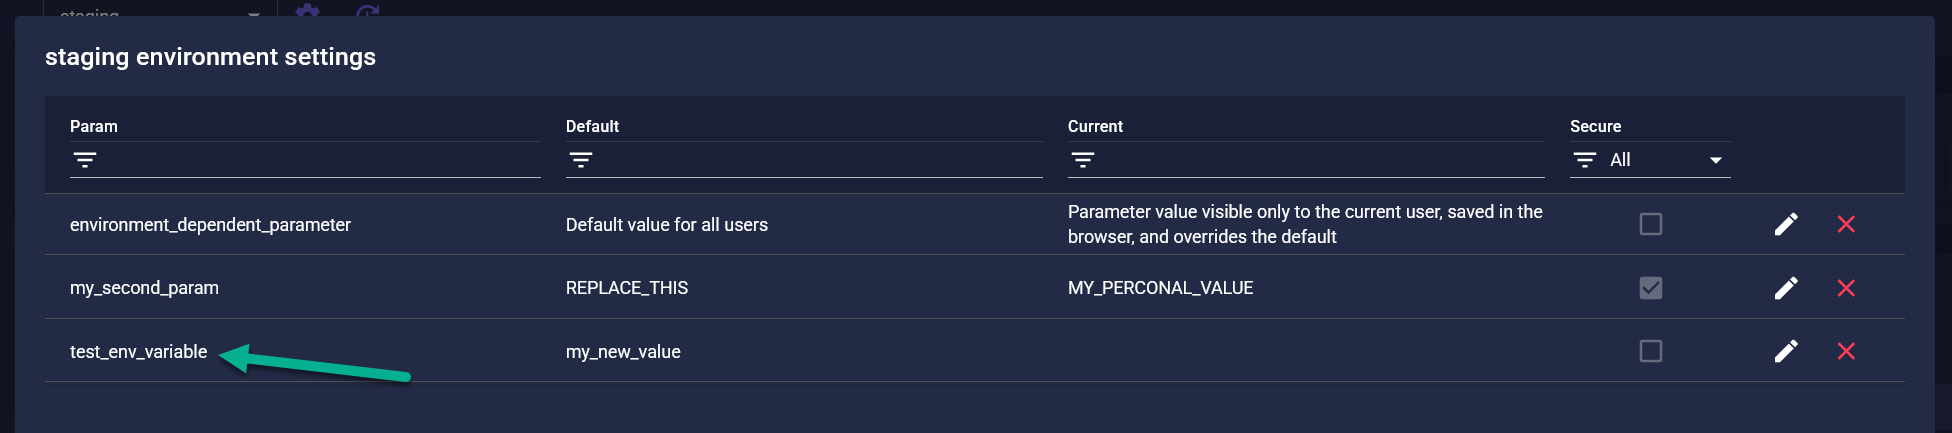 staging
staging environment settings
Param Default Current Secure
All
environment_dependent_parameter Default value for all users Parameter value visible only to the current user, saved in the
browser, and overrides the default
my_second_param REPLACE_THIS MY_PERCONAL_VALUE
test_env_variable my_new_value